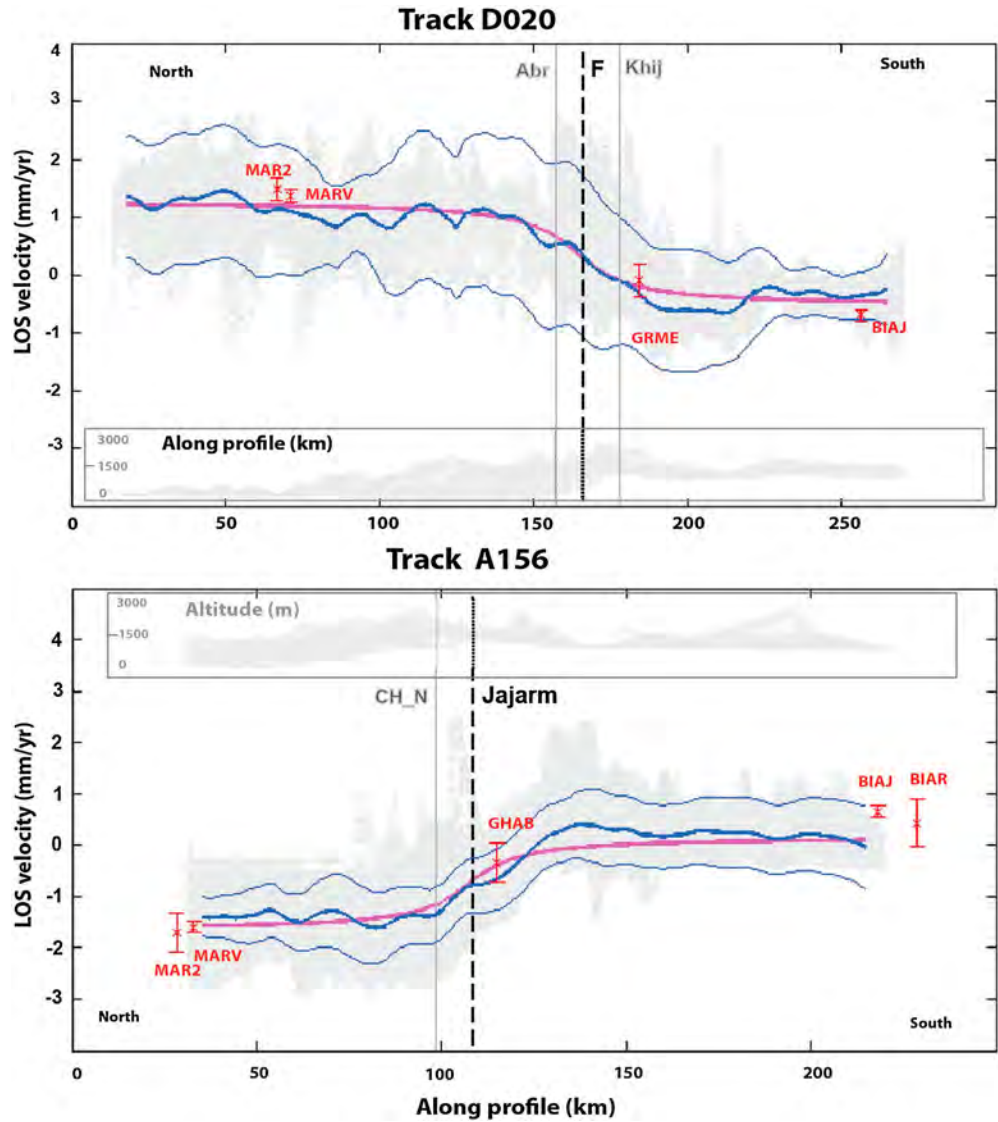 Track D020
4
3
2
1
0
-1
-2
-3
LOS velocity (mm/yr)
North
South
Abr
F
Khij
MAR2
MARV
GRME
BIAJ
Along profile (km)
3000
1500
0
0
50
100
150
200
250
Track A156
3000
1500
0
Altitude (m)
4
3
2
1
0
-1
-2
-3
LOS velocity (mm/yr)
CH_N
Jajarm
BIAJ
BIAR
GHAB
MARV
MAR2
North
South
0
50
100
150
200
Along profile (km)